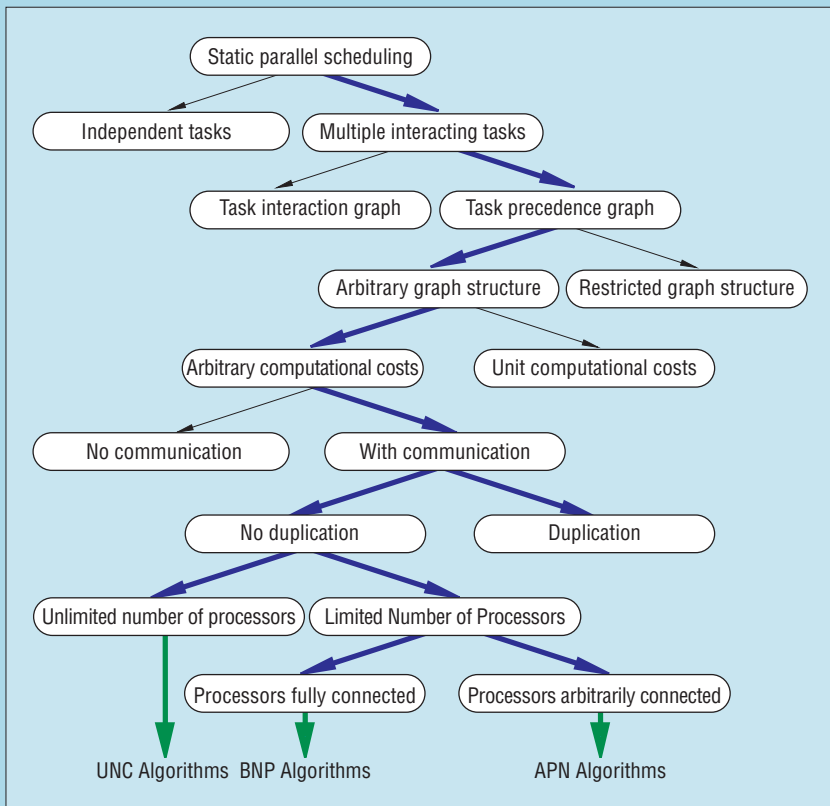 Static parallel scheduling
Independent tasks
Multiple interacting tasks
Task interaction graph
Task precedence graph
Arbitrary graph structure
Restricted graph structure
Arbitrary computational costs
Unit computational costs
No communication
With communication
No duplication
Duplication
Unlimited number of processors
Limited Number of Processors
Processors fully connected
Processors arbitrarily connected
UNC Algorithms
BNP Algorithms
APN Algorithms